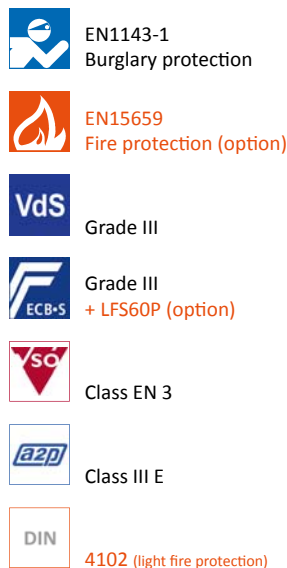 EN1143-1
Burglary protection
EN15659
Fire protection (option)
VdS
Grade III
ECB•S
Grade III
+ LFS60P (option)
VSÖ
Class EN 3
a2p
Class III E
DIN
4102 (light fire protection)